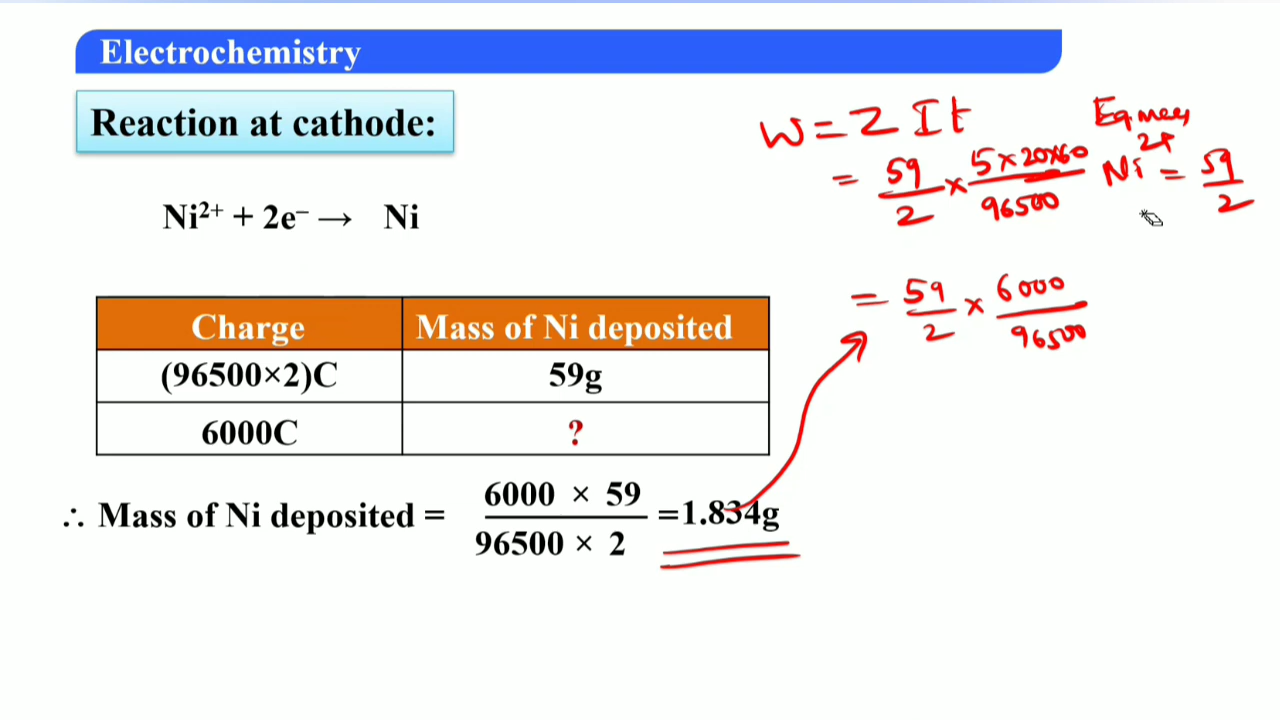 Electrochemistry
Reaction at cathode:
Ni²⁺ + 2e⁻ → Ni
Charge Mass of Ni deposited
(96500×2)C 59g
6000C ?
∴ Mass of Ni deposited = 6000 × 59 / 96500 × 2 = 1.834g
W = Z I t
= 59/2 × 5 × 20×60 / 96500
Eq mass
Ni²⁺ = 59/2
= 59/2 × 6000/96500